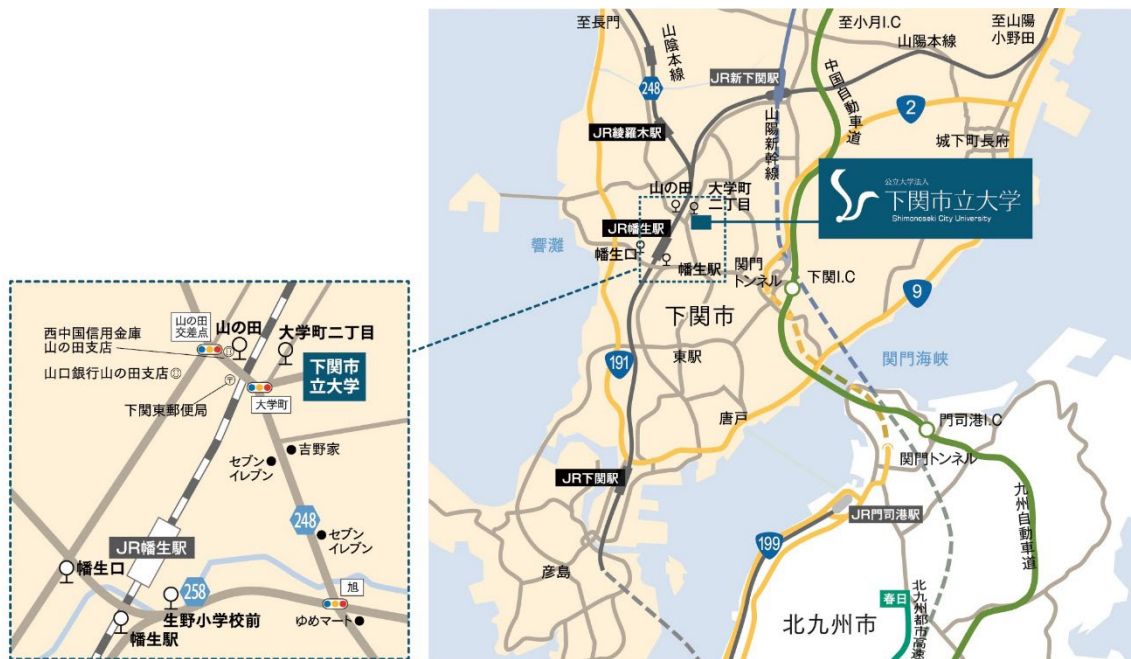 至長門
山陰本線
248
JR綾羅木駅
JR新下関駅
山陽新幹線
至小月I.C
中国自動車道
山陽本線
至山陽
小野田
2
城下町長府
公立大学法人
下関市立大学
Shimonoseki City University
山の田
大学町
二丁目
JR幡生駅
幡生口
幡生駅
響灘
関門
トンネル
下関I.C
9
下関市
東駅
191
関門海峡
唐戸
門司港I.C
関門トンネル
JR下関駅
JR門司港駅
199
九州自動車道
彦島
春日
北九州都市高速
北九州市
西中国信用金庫
山の田支店
山の田
交差点
山の田
大学町二丁目
山口銀行山の田支店
下関市
立大学
下関東郵便局
大学町
吉野家
セブン
イレブン
248
セブン
イレブン
JR幡生駅
幡生口
258
旭
生野小学校前
ゆめマート
幡生駅